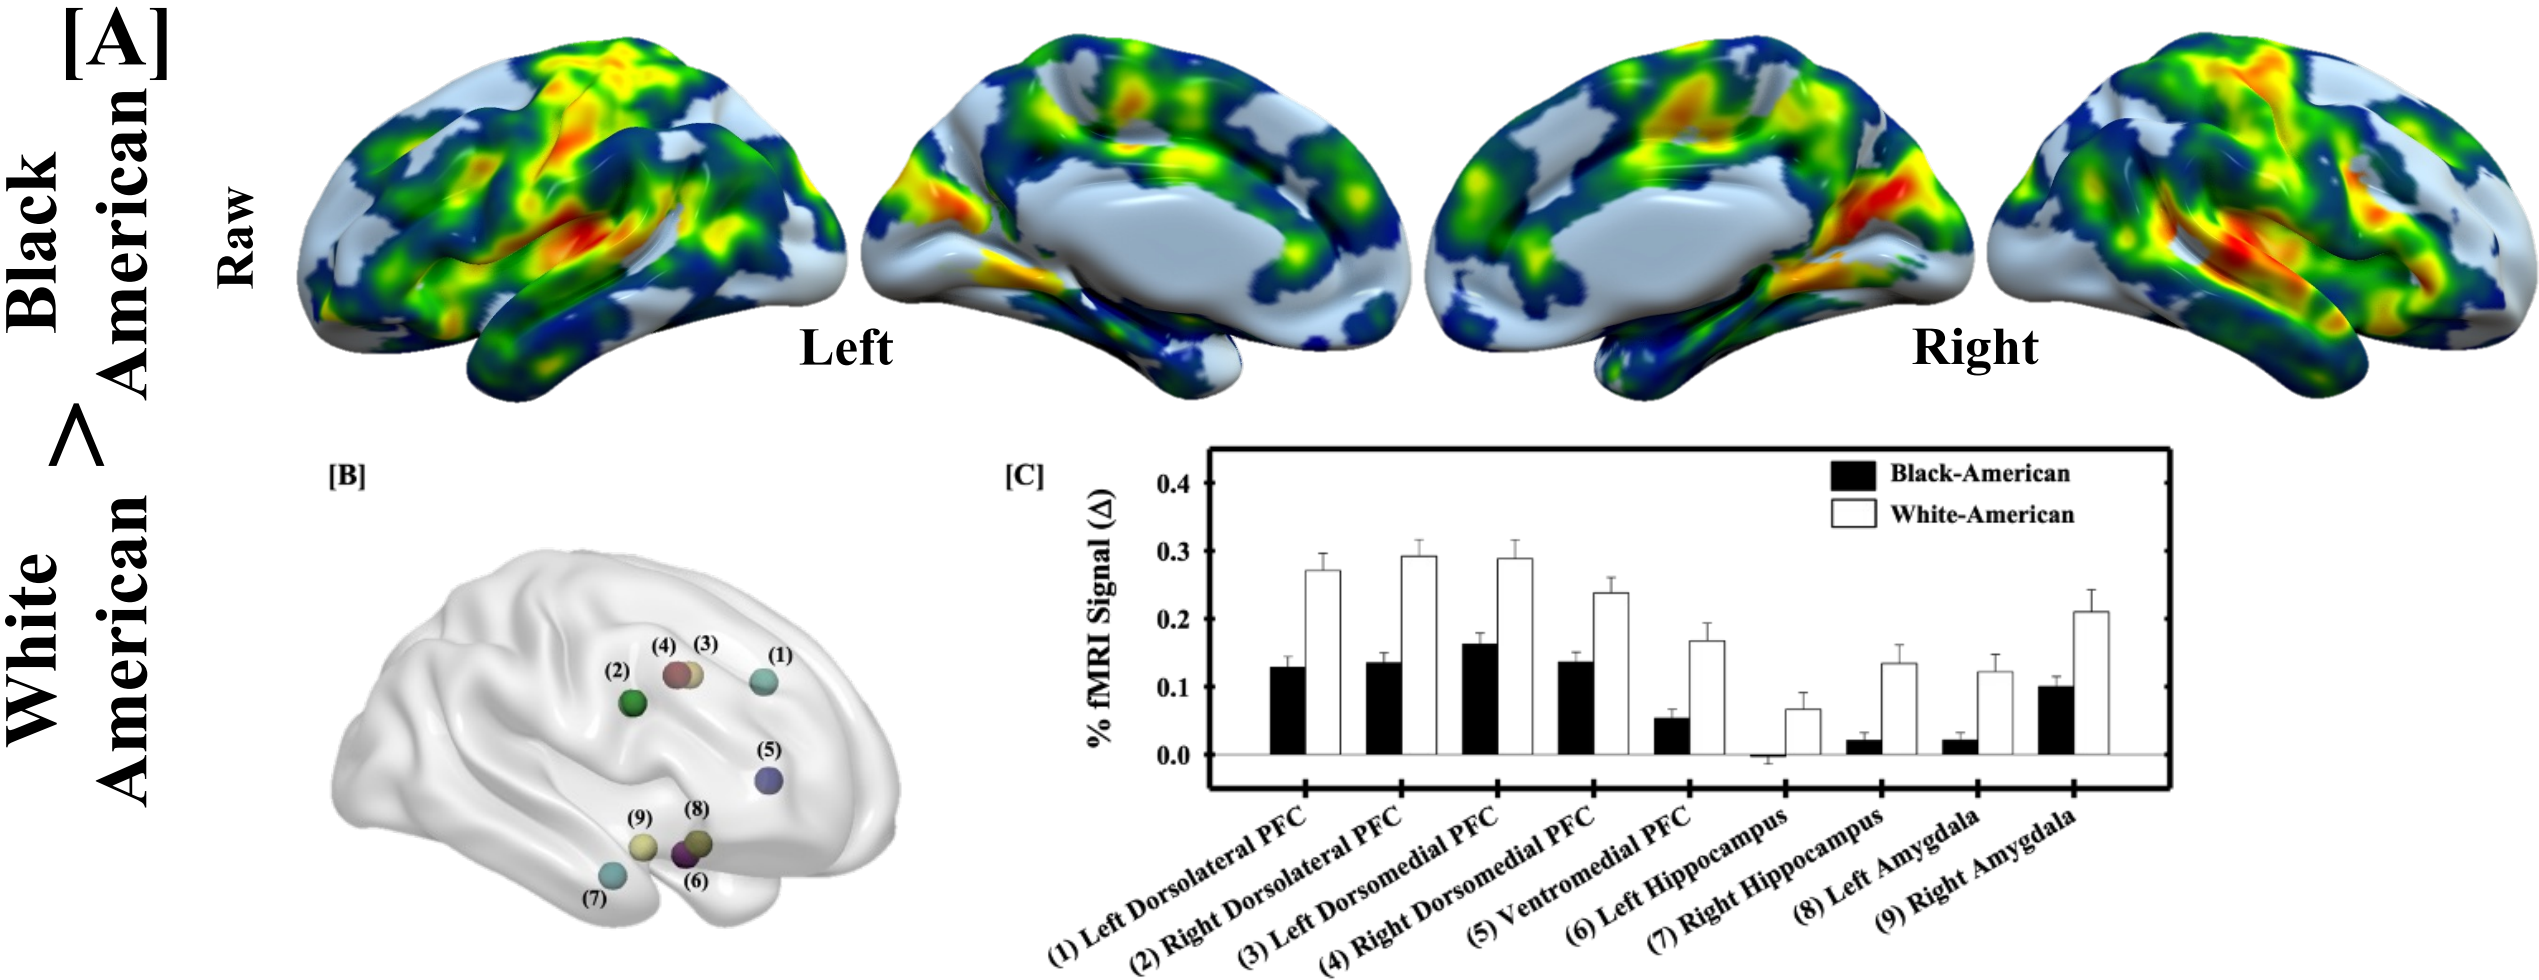 [A]
White
American
>
Black
American
Raw
Left
Right
[B]
(1)
(2)
(3)
(4)
(5)
(6)
(7)
(8)
(9)
[C]
% fMRI Signal (Δ)
0.4
0.3
0.2
0.1
0.0
Black-American
White-American
(1) Left Dorsolateral PFC
(2) Right Dorsolateral PFC
(3) Left Dorsomedial PFC
(4) Right Dorsomedial PFC
(5) Ventromedial PFC
(6) Left Hippocampus
(7) Right Hippocampus
(8) Left Amygdala
(9) Right Amygdala